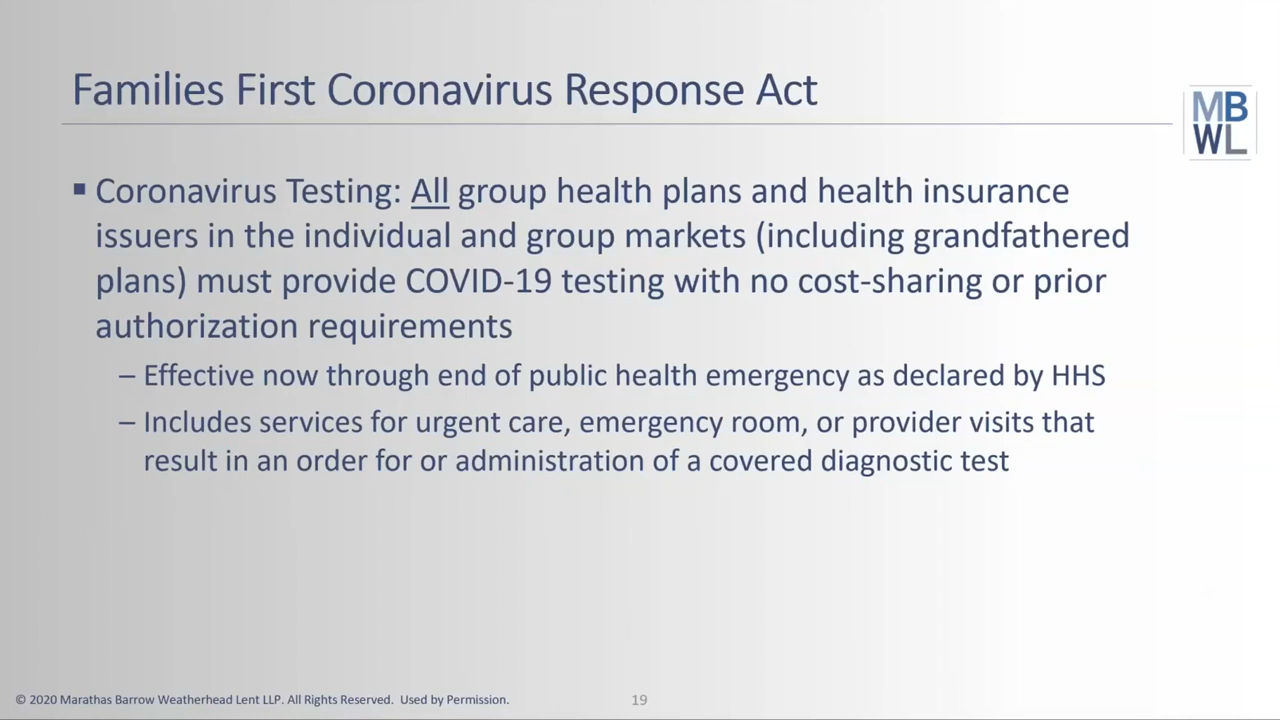 Families First Coronavirus Response Act
MB
WL
▪ Coronavirus Testing: All group health plans and health insurance
issuers in the individual and group markets (including grandfathered
plans) must provide COVID-19 testing with no cost-sharing or prior
authorization requirements
– Effective now through end of public health emergency as declared by HHS
– Includes services for urgent care, emergency room, or provider visits that
result in an order for or administration of a covered diagnostic test
© 2020 Marathas Barrow Weatherhead Lent LLP. All Rights Reserved. Used by Permission.
19